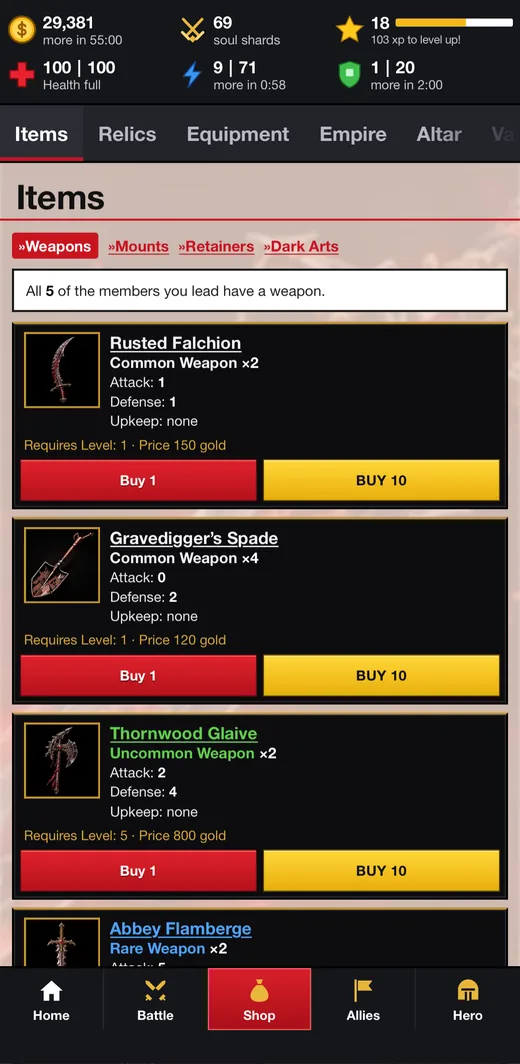 29,381
more in 55:00
69
soul shards
18
103 xp to level up!
100 | 100
Health full
9 | 71
more in 0:58
1 | 20
more in 2:00
Items Relics Equipment Empire Altar Va
Items
»Weapons »Mounts »Retainers »Dark Arts
All 5 of the members you lead have a weapon.
Rusted Falchion
Common Weapon ×2
Attack: 1
Defense: 1
Upkeep: none
Requires Level: 1 · Price 150 gold
Buy 1 BUY 10
Gravedigger’s Spade
Common Weapon ×4
Attack: 0
Defense: 2
Upkeep: none
Requires Level: 1 · Price 120 gold
Buy 1 BUY 10
Thornwood Glaive
Uncommon Weapon ×2
Attack: 2
Defense: 4
Upkeep: none
Requires Level: 5 · Price 800 gold
Buy 1 BUY 10
Abbey Flamberge
Rare Weapon ×2
Home Battle Shop Allies Hero